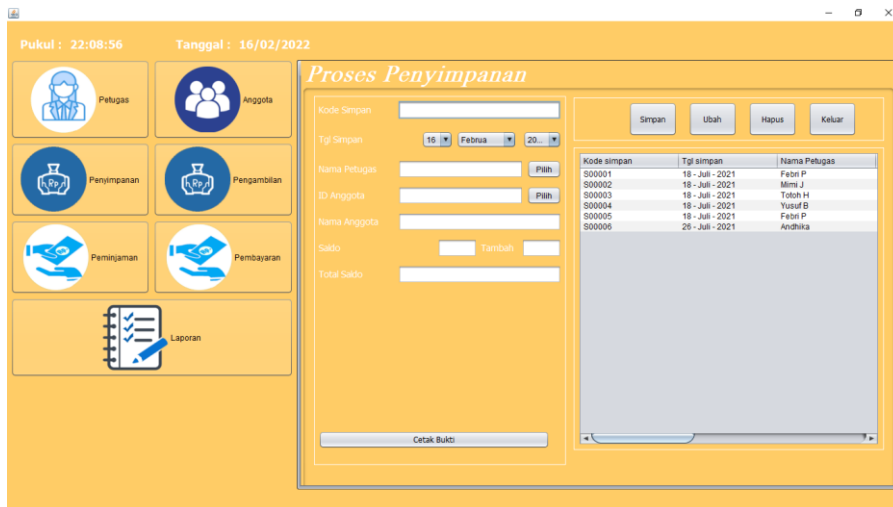 Pukul : 22:08:56 Tanggal : 16/02/2022
Petugas
Anggota
Penyimpanan
Pengambilan
Peminjaman
Pembayaran
Laporan
Proses Penyimpanan
Kode Simpan
Tgl Simpan 16 Februa 20...
Nama Petugas Pilih
ID Anggota Pilih
Nama Anggota
Saldo Tambah
Total Saldo
Cetak Bukti
Simpan Ubah Hapus Keluar
Kode simpan Tgl simpan Nama Petugas
S00001 18 - Juli - 2021 Febri P
S00002 18 - Juli - 2021 Mimi J
S00003 18 - Juli - 2021 Totoh H
S00004 18 - Juli - 2021 Yusuf B
S00005 18 - Juli - 2021 Febri P
S00006 26 - Juli - 2021 Andhika